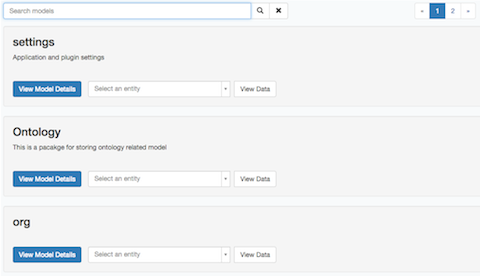 Search models
« 1 2 »
settings
Application and plugin settings
View Model Details Select an entity View Data
Ontology
This is a pacakge for storing ontology related model
View Model Details Select an entity View Data
org
View Model Details Select an entity View Data